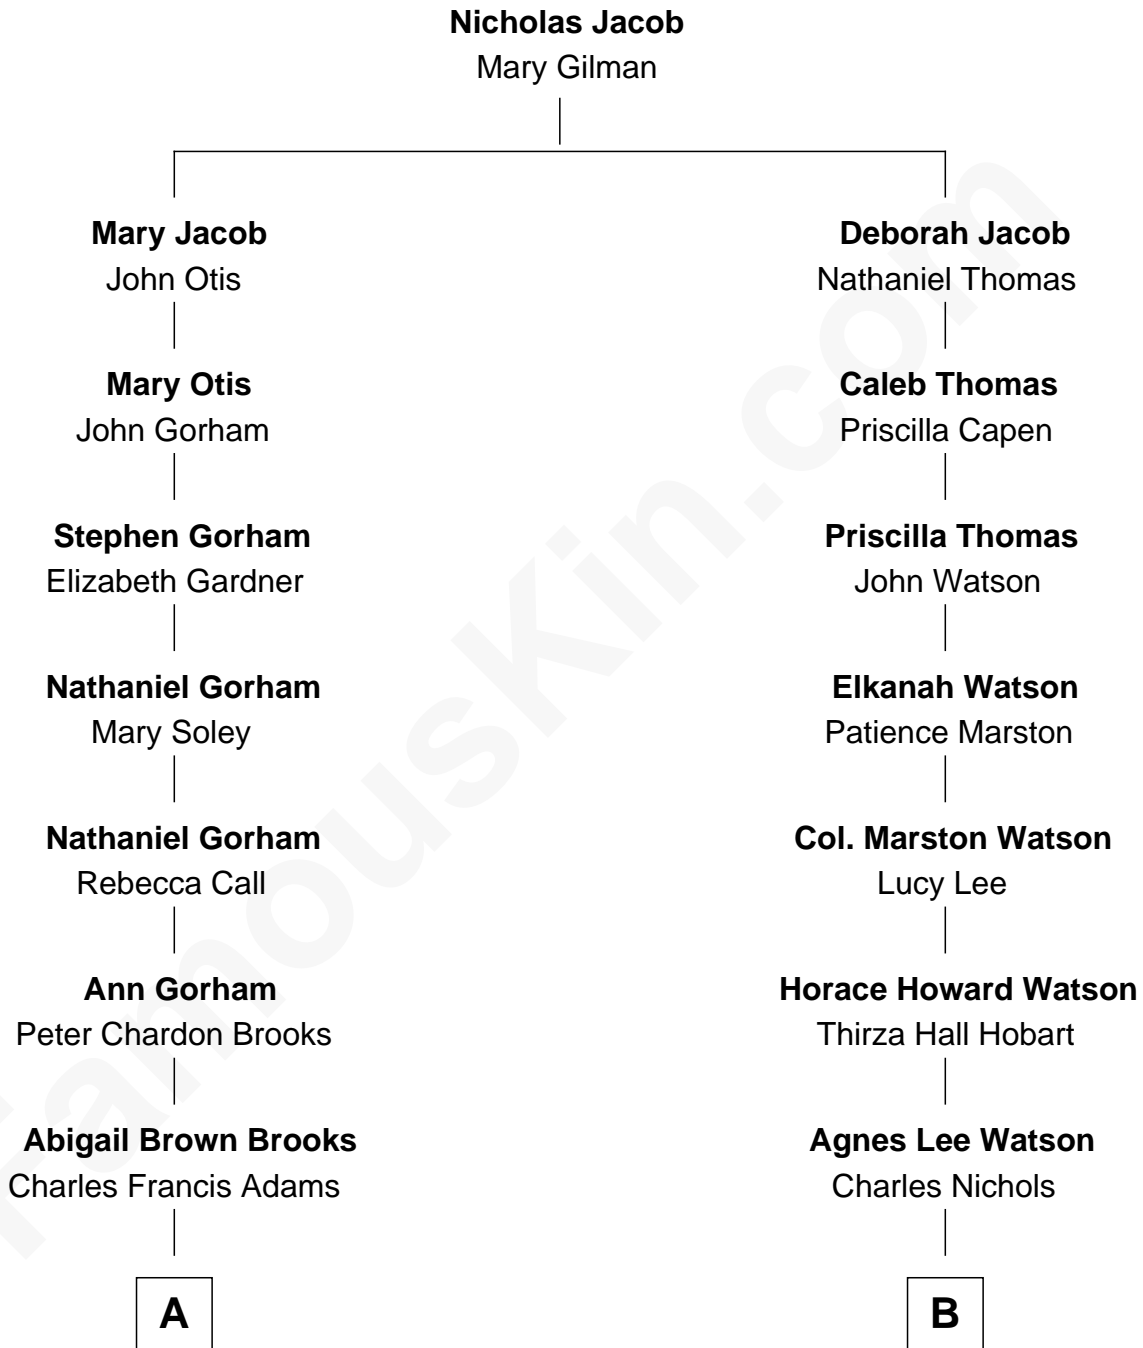 Nicholas Jacob
Mary Gilman
Mary Jacob
John Otis
Mary Otis
John Gorham
Stephen Gorham
Elizabeth Gardner
Nathaniel Gorham
Mary Soley
Nathaniel Gorham
Rebecca Call
Ann Gorham
Peter Chardon Brooks
Abigail Brown Brooks
Charles Francis Adams
A
Deborah Jacob
Nathaniel Thomas
Caleb Thomas
Priscilla Capen
Priscilla Thomas
John Watson
Elkanah Watson
Patience Marston
Col. Marston Watson
Lucy Lee
Horace Howard Watson
Thirza Hall Hobart
Agnes Lee Watson
Charles Nichols
B
FamousKin.com